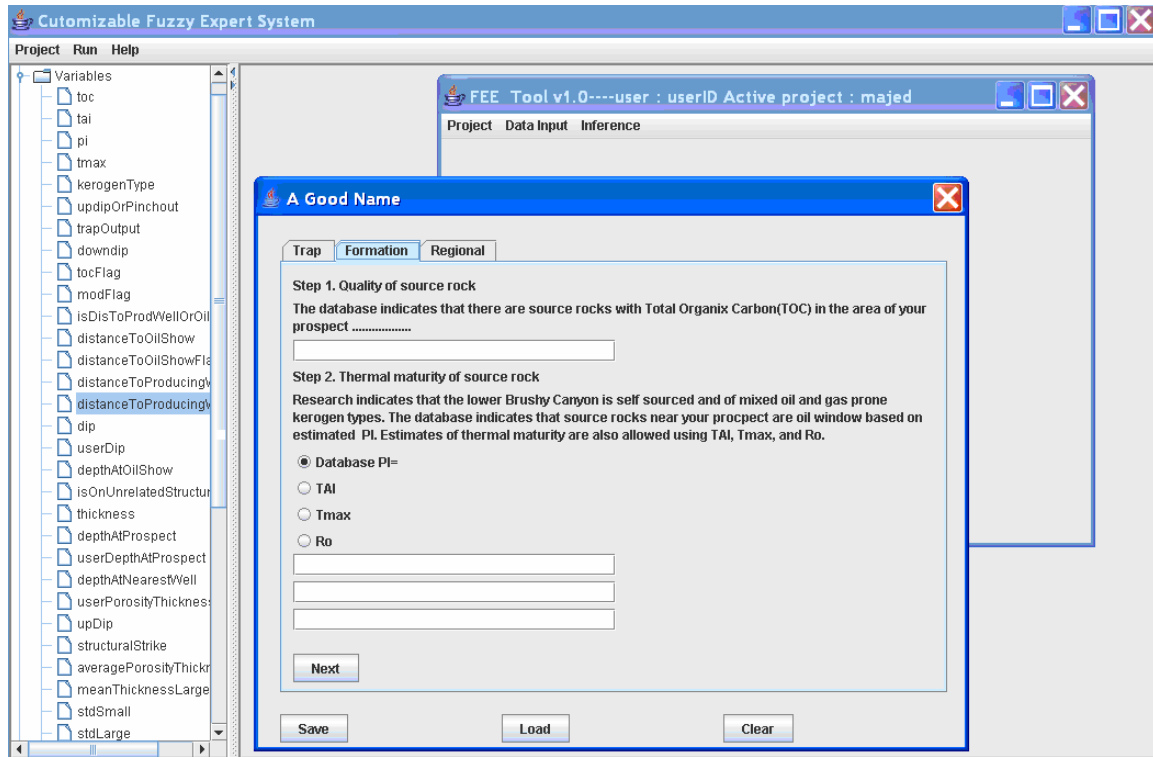 Cutomizable Fuzzy Expert System
Project Run Help
Variables
toc
tai
pi
tmax
kerogenType
updipOrPinchout
trapOutput
downdip
tocFlag
modFlag
isDisToProdWellOrOil
distanceToOilShow
distanceToOilShowFla
distanceToProducingW
distanceToProducingW
dip
userDip
depthAtOilShow
isOnUnrelatedStructur
thickness
depthAtProspect
userDepthAtProspect
depthAtNearestWell
userPorosityThickness
upDip
structuralStrike
averagePorosityThickr
meanThicknessLarge
stdSmall
stdLarge
FEE Tool v1.0----user : userID Active project : majed
Project Data Input Inference
A Good Name
Trap Formation Regional
Step 1. Quality of source rock
The database indicates that there are source rocks with Total Organix Carbon(TOC) in the area of your
prospect ..................
Step 2. Thermal maturity of source rock
Research indicates that the lower Brushy Canyon is self sourced and of mixed oil and gas prone
kerogen types. The database indicates that source rocks near your procpect are oil window based on
estimated PI. Estimates of thermal maturity are also allowed using TAI, Tmax, and Ro.
Database PI=
TAI
Tmax
Ro
Next
Save Load Clear